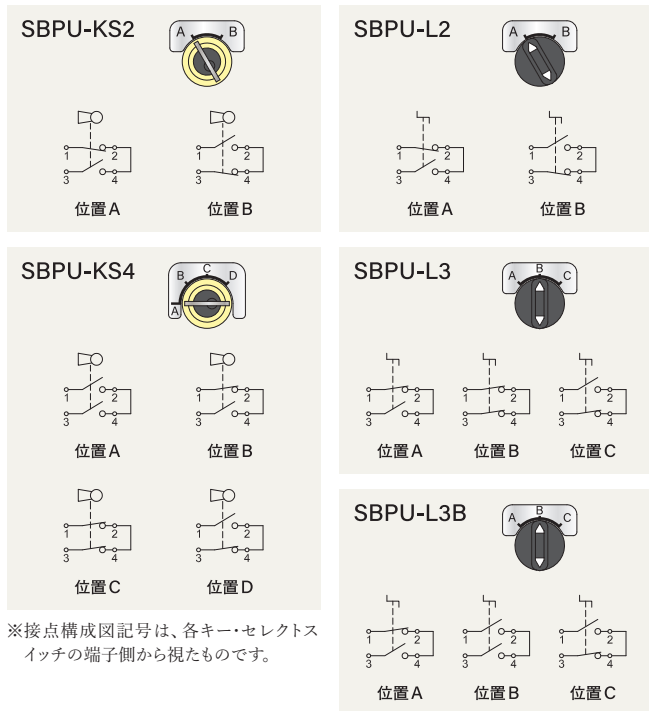 SBPU-KS2
A B
1 2
3 4
位置A
1 2
3 4
位置B
SBPU-KS4
A B C D
1 2
3 4
位置A
1 2
3 4
位置B
1 2
3 4
位置C
1 2
3 4
位置D
※接点構成図記号は、各キー・セレクトス
イッチの端子側から視たものです。
SBPU-L2
A B
1 2
3 4
位置A
1 2
3 4
位置B
SBPU-L3
A B C
1 2
3 4
位置A
1 2
3 4
位置B
1 2
3 4
位置C
SBPU-L3B
A B C
1 2
3 4
位置A
1 2
3 4
位置B
1 2
3 4
位置C